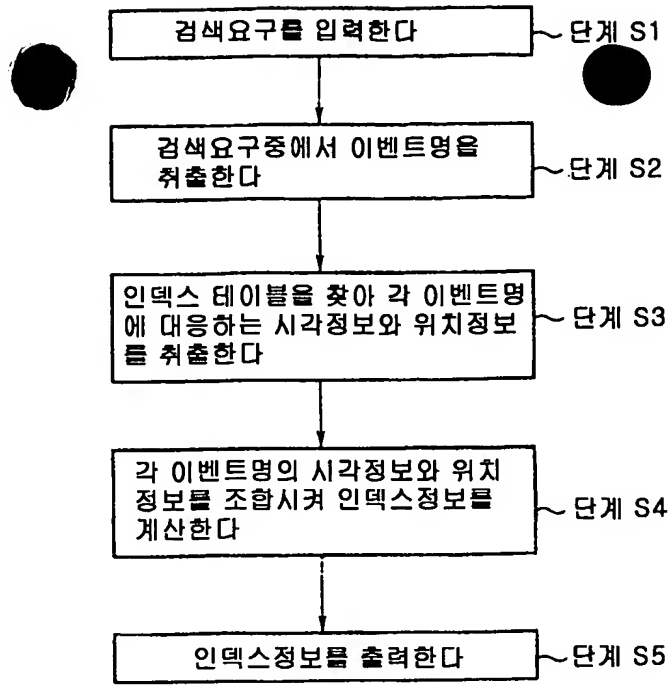 검색요구를 입력한다
단계 S1
검색요구중에서 이벤트명을
취출한다
단계 S2
인덱스 테이블을 찾아 각 이벤트명
에 대응하는 시각정보와 위치정보
를 취출한다
단계 S3
각 이벤트명의 시각정보와 위치
정보를 조합시켜 인덱스정보를
계산한다
단계 S4
인덱스정보를 출력한다
단계 S5